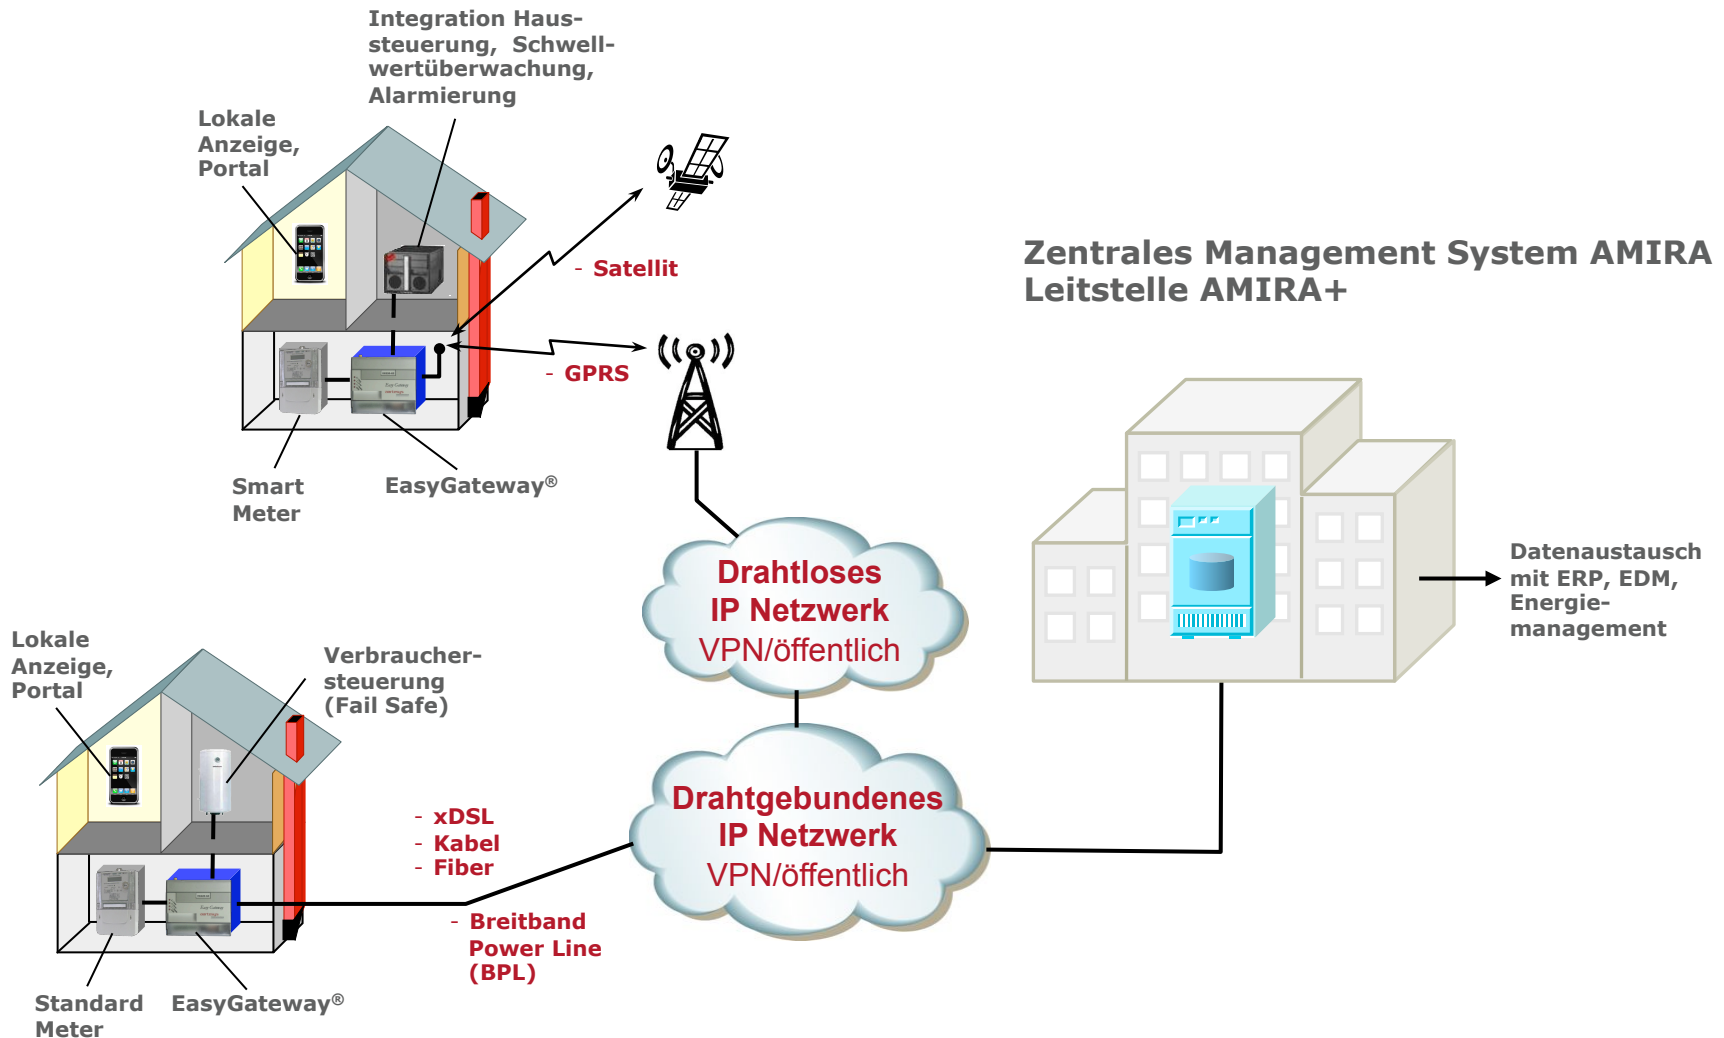 Integration Haus-
steuerung, Schwell-
wertüberwachung,
Alarmierung
Lokale
Anzeige,
Portal
- Satellit
- GPRS
Smart
Meter
EasyGateway®
Zentrales Management System AMIRA
Leitstelle AMIRA+
Drahtloses
IP Netzwerk
VPN/öffentlich
Datenaustausch
mit ERP, EDM,
Energie-
management
Lokale
Anzeige,
Portal
Verbraucher-
steuerung
(Fail Safe)
- xDSL
- Kabel
- Fiber
- Breitband
Power Line
(BPL)
Drahtgebundenes
IP Netzwerk
VPN/öffentlich
Standard
Meter
EasyGateway®